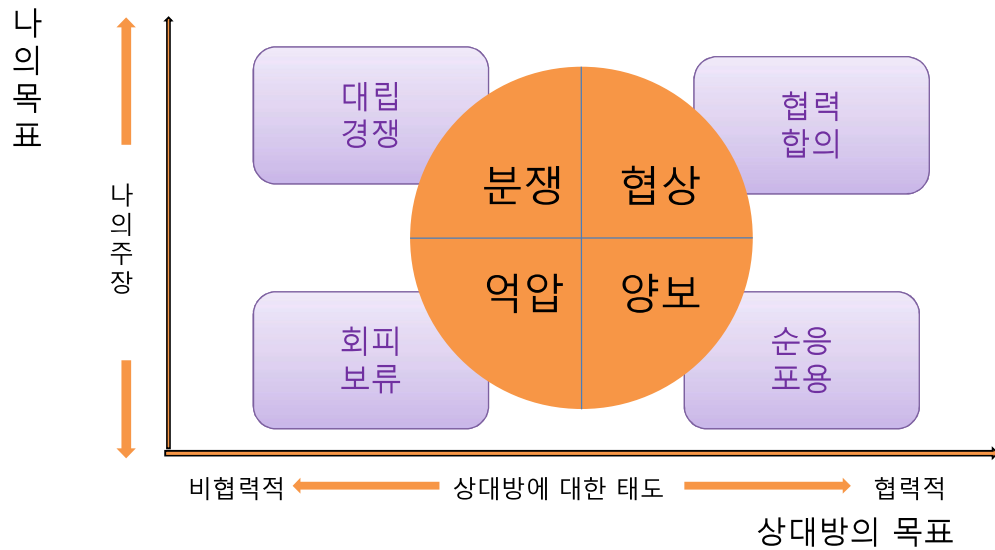 나의목표
나의주장
대립
경쟁
협력
합의
분쟁
협상
억압
양보
회피
보류
순응
포용
비협력적
상대방에 대한 태도
협력적
상대방의 목표